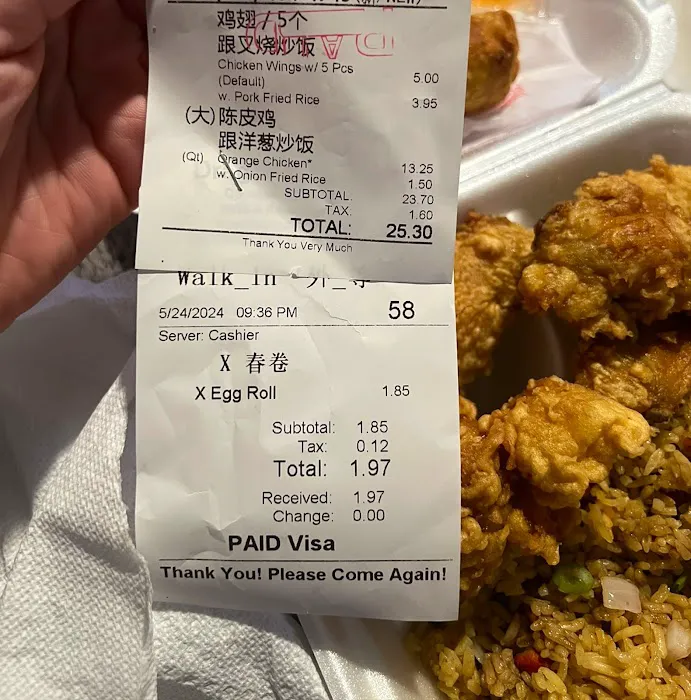 鸡翅 / 5个
跟叉烧炒饭
Chicken Wings w/ 5 Pcs
(Default) 5.00
w. Pork Fried Rice 3.95
(大) 陈皮鸡
跟洋葱炒饭
(Qt) Orange Chicken* 13.25
w. Onion Fried Rice 1.50
SUBTOTAL. 23.70
TAX: 1.60
TOTAL: 25.30
Thank You Very Much
Walk_In
5/24/2024 09:36 PM 58
Server: Cashier
X 春卷
X Egg Roll 1.85
Subtotal: 1.85
Tax: 0.12
Total: 1.97
Received: 1.97
Change: 0.00
PAID Visa
Thank You! Please Come Again!